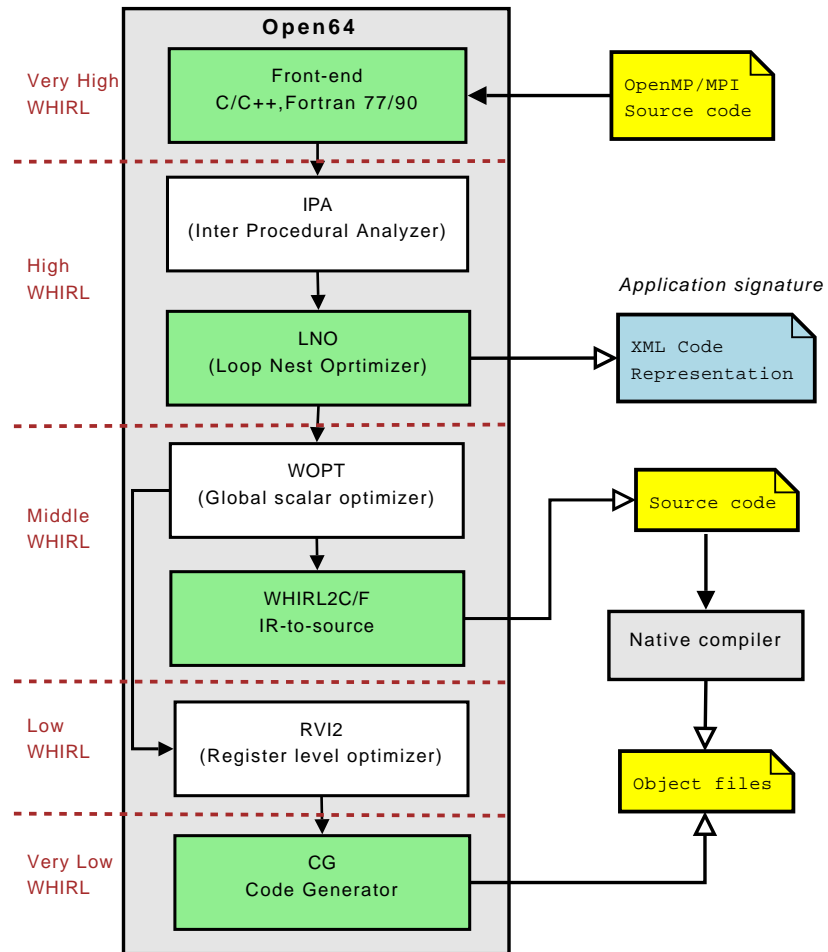 Open64
Very High
WHIRL
Front-end
C/C++,Fortran 77/90
OpenMP/MPI
Source code
IPA
(Inter Procedural Analyzer)
High
WHIRL
Application signature
LNO
(Loop Nest Oprtimizer)
XML Code
Representation
WOPT
(Global scalar optimizer)
Middle
WHIRL
Source code
WHIRL2C/F
IR-to-source
Native compiler
Low
WHIRL
RVI2
(Register level optimizer)
Object files
Very Low
WHIRL
CG
Code Generator